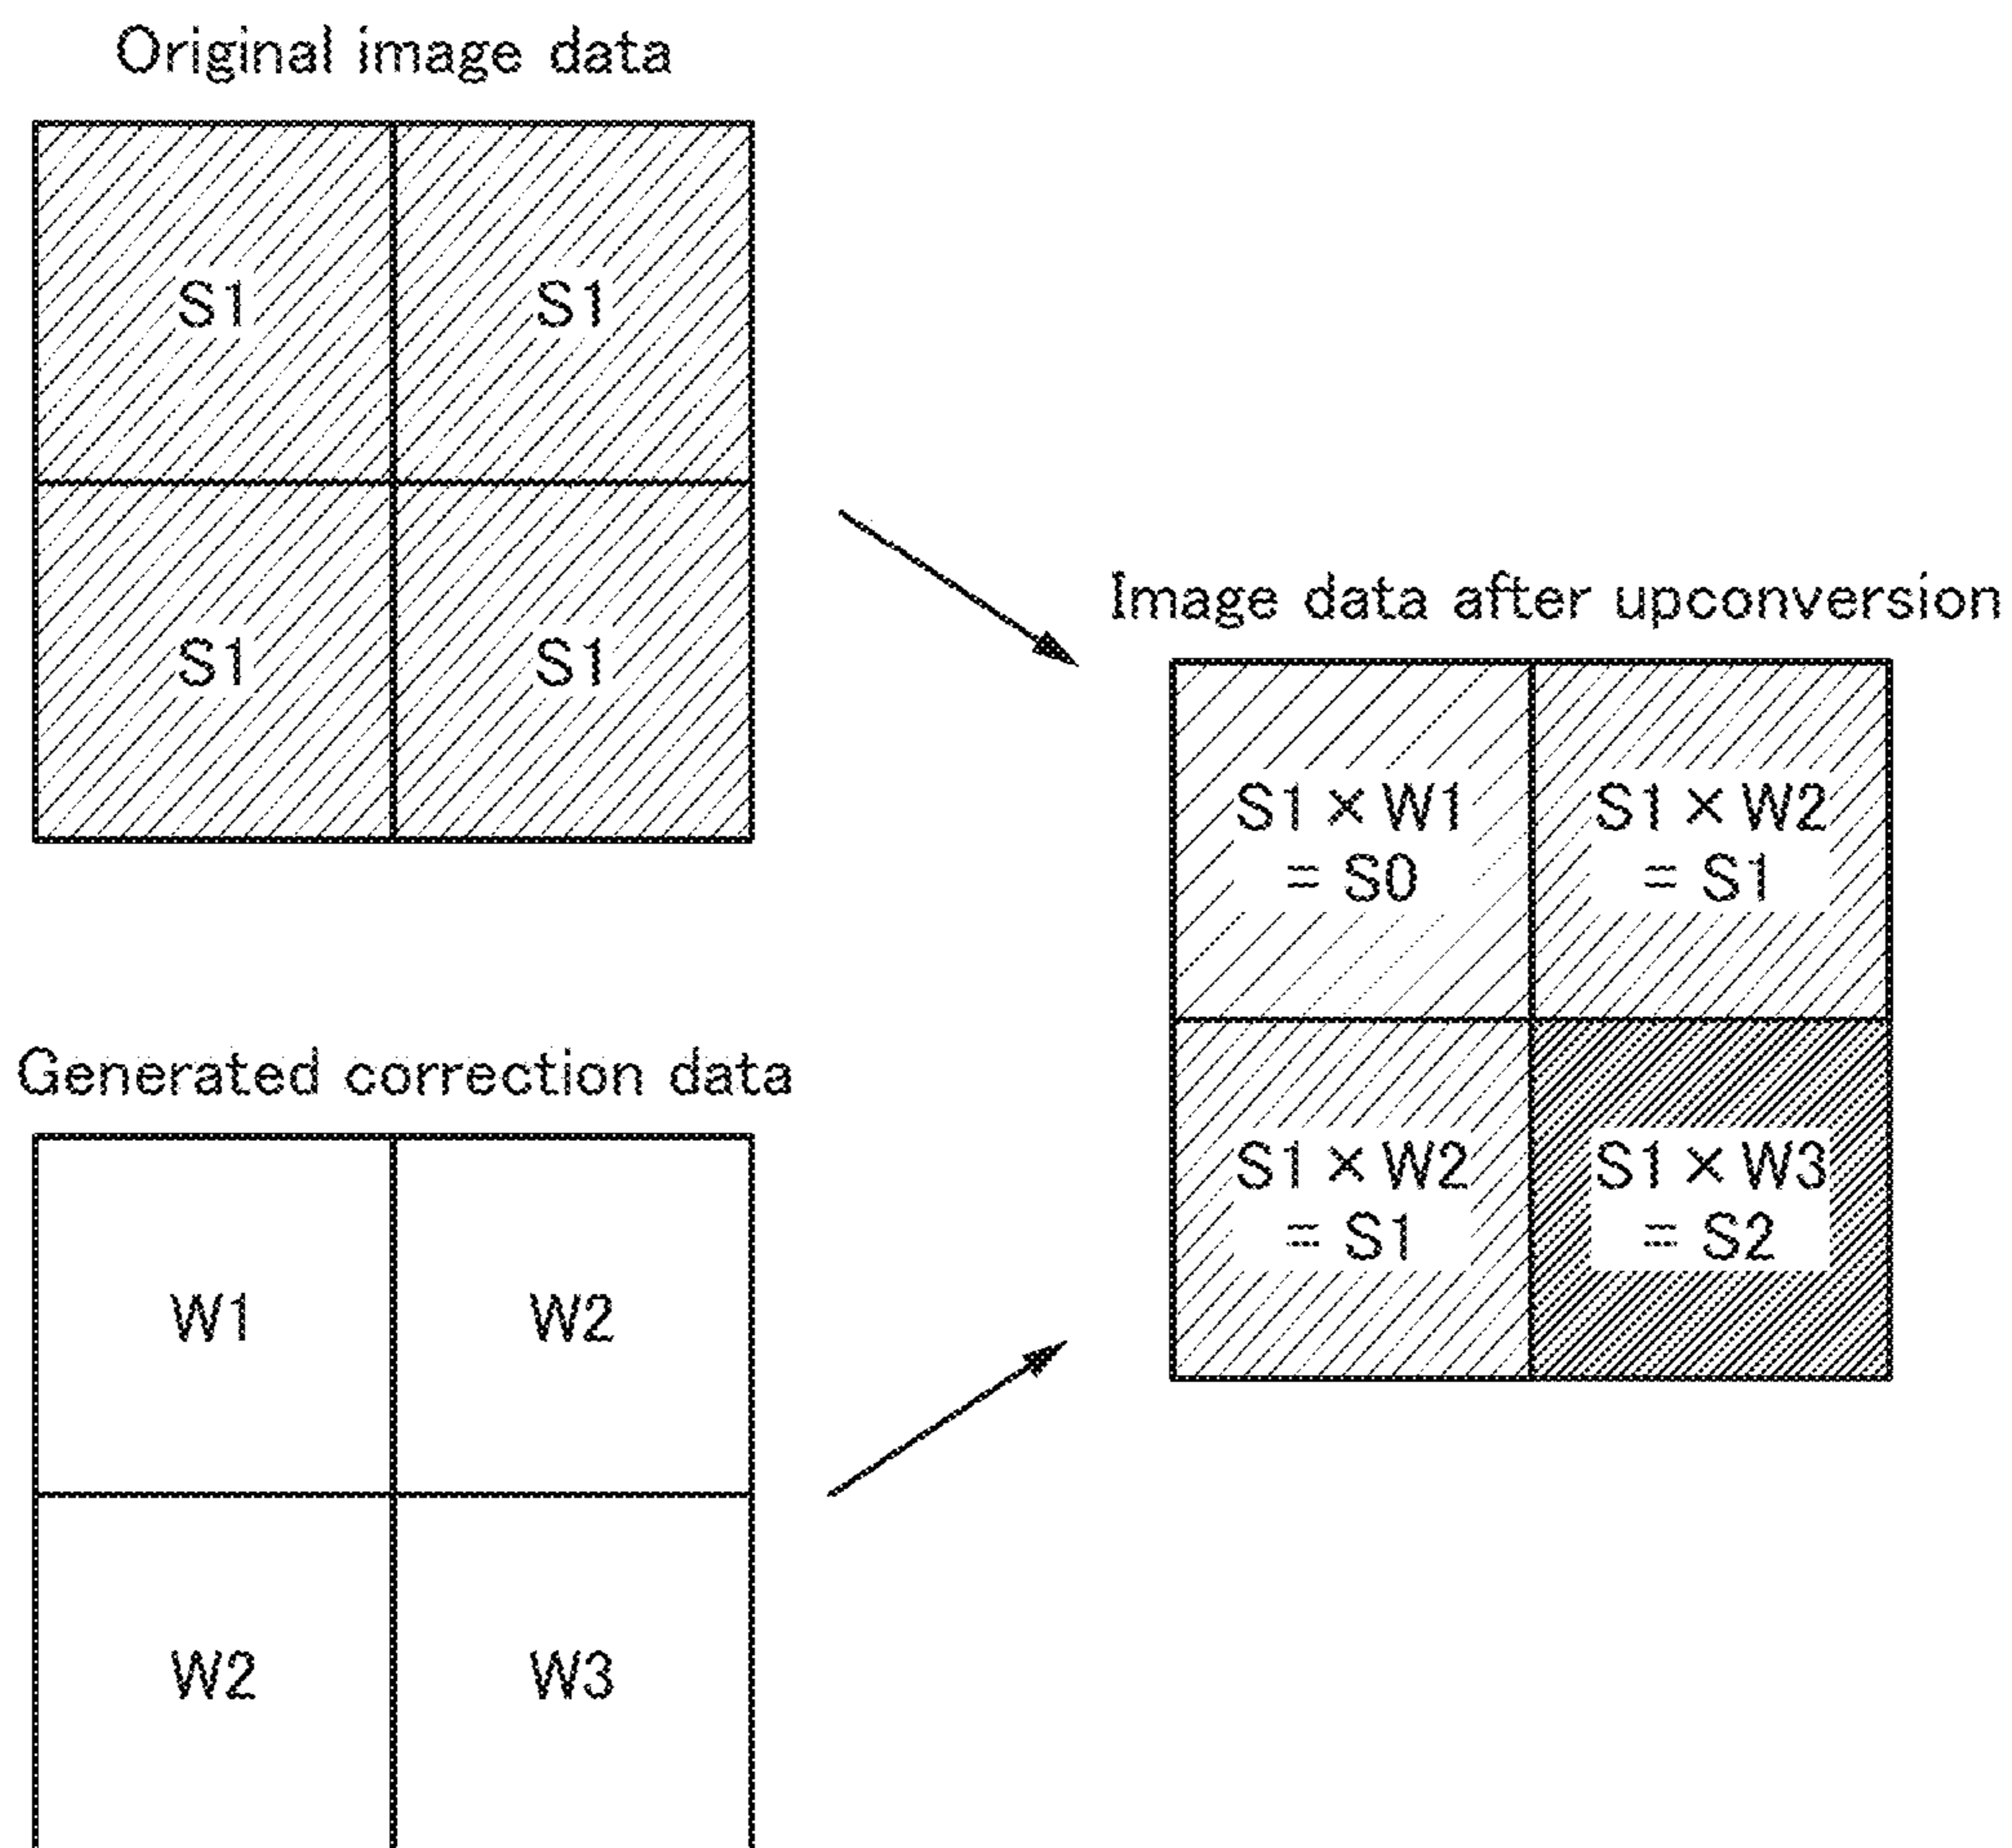 Original image data
S1 S1
S1 S1
Image data after upconversion
S1 × W1 S1 × W2
= S0 = S1
S1 × W2 S1 × W3
= S1 = S2
Generated correction data
W1 W2
W2 W3